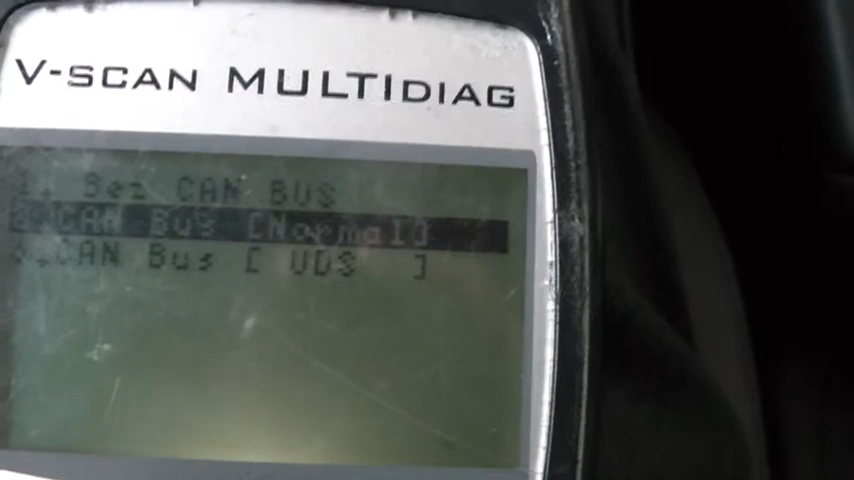 V-SCAN MULTIDIAG
1. Bez CAN BUS
2.CAN Bus [Normal]
3.CAN Bus [ UDS  ]